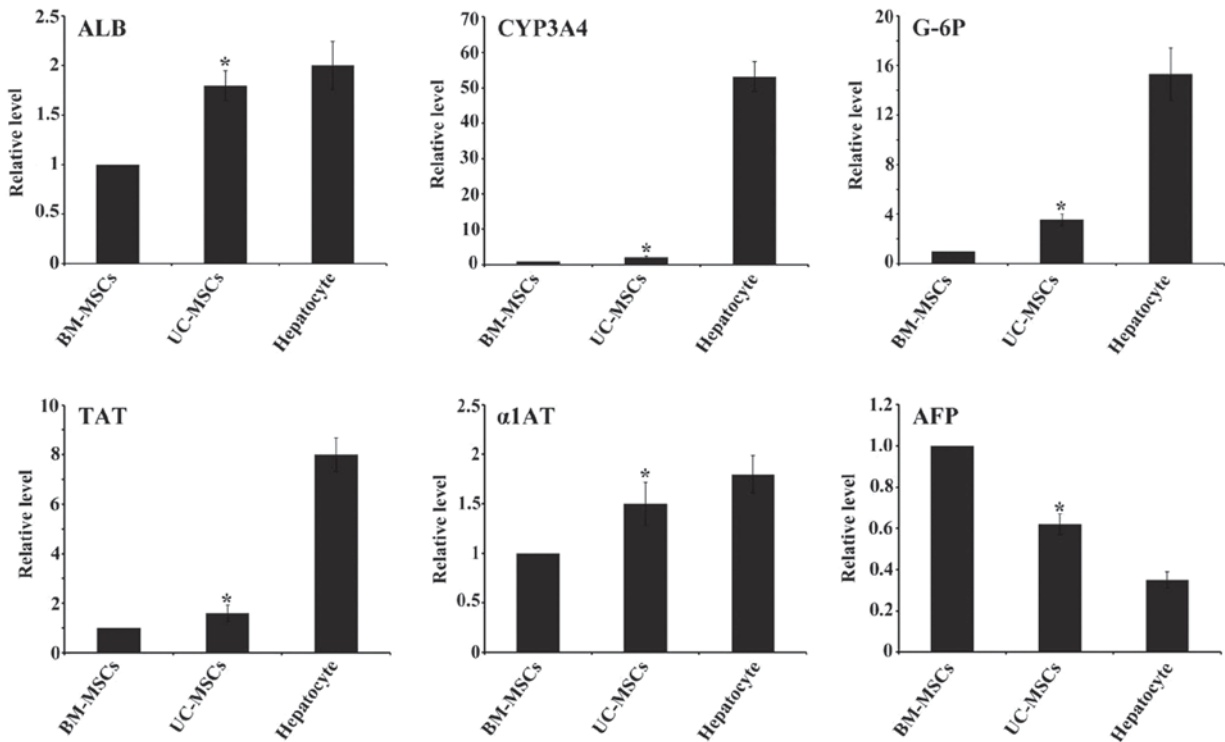 ALB
Relative level
2.5
2
1.5
1
0.5
0
*
BM-MSCs
UC-MSCs
Hepatocyte
CYP3A4
Relative level
70
60
50
40
30
20
10
0
*
BM-MSCs
UC-MSCs
Hepatocyte
G-6P
Relative level
20
16
12
8
4
0
*
BM-MSCs
UC-MSCs
Hepatocyte
TAT
Relative level
10
8
6
4
2
0
*
BM-MSCs
UC-MSCs
Hepatocyte
α1AT
Relative level
2.5
2
1.5
1
0.5
0
*
BM-MSCs
UC-MSCs
Hepatocyte
AFP
Relative level
1.2
1.0
0.8
0.6
0.4
0.2
0
*
BM-MSCs
UC-MSCs
Hepatocyte